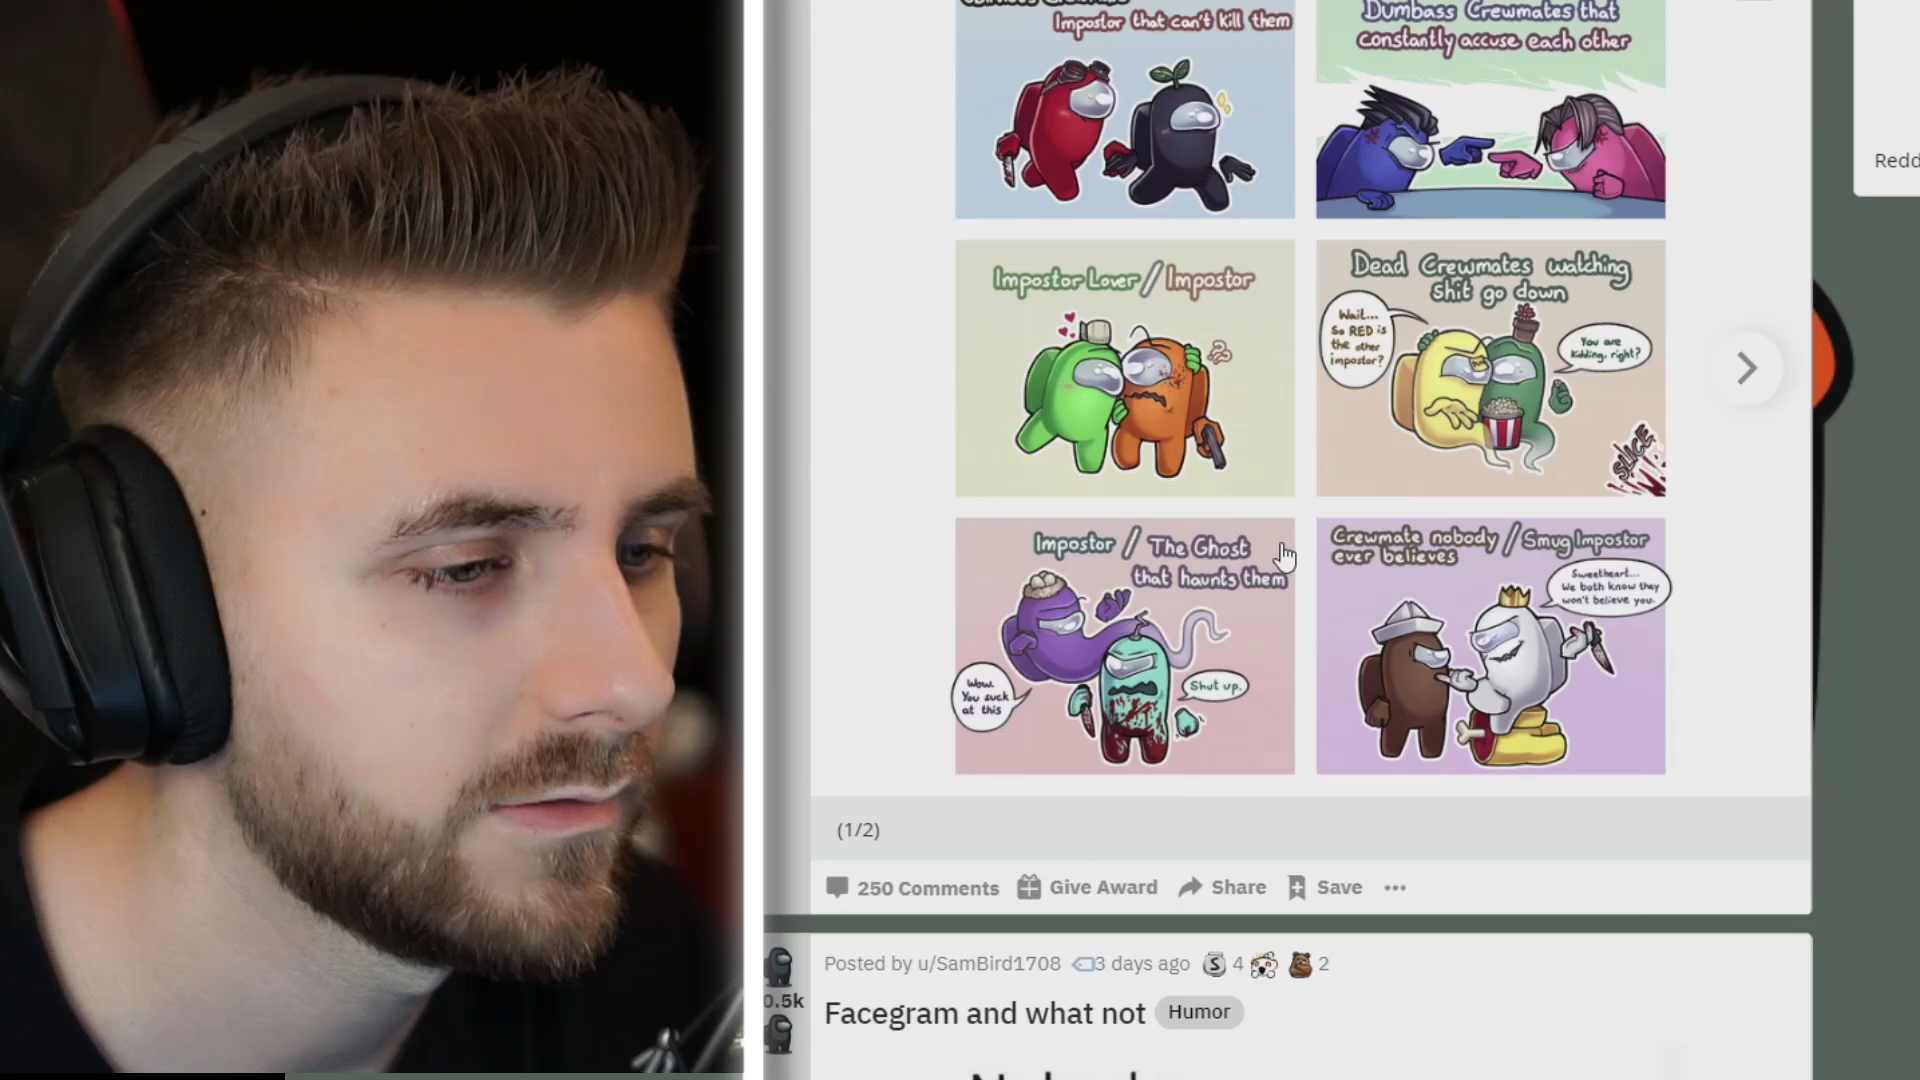 Impostor that can't kill them
Dumbass Crewmates that
constantly accuse each other
Redd
Impostor Lover / Impostor
Dead Crewmates watching
shit go down
Wait...
So RED is
the other
impostor?
You are
kidding, right?
SLICE
Impostor / The Ghost
that haunts them
Wow.
You suck
at this
Shut up.
Crewmate nobody / Smug Impostor
ever believes
Sweetheart...
We both know they
won't believe you.
(1/2)
250 Comments Give Award Share Save ...
Posted by u/SamBird1708 3 days ago S 4 2
0.5k
Facegram and what not Humor